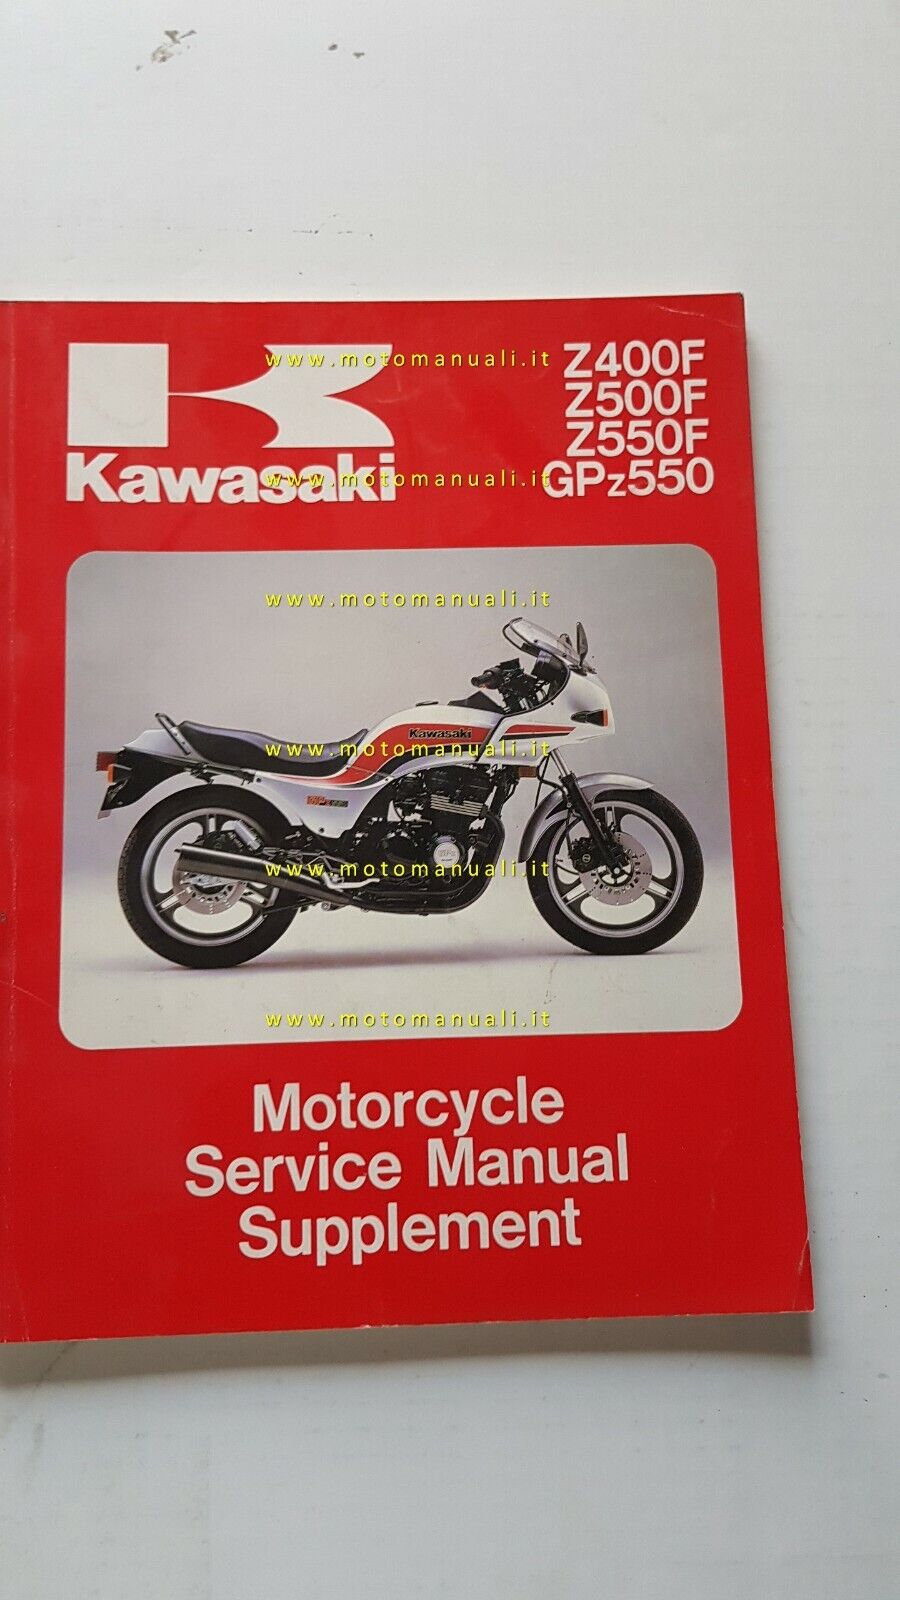 www.motomanuali.it
Z400F
Z500F
Z550F
GPz550
Kawasaki
www.motomanuali.it
www.motomanuali.it
Kawasaki
www.motomanuali.it
www.motomanuali.it
www.motomanuali.it
Motorcycle
Service Manual
Supplement